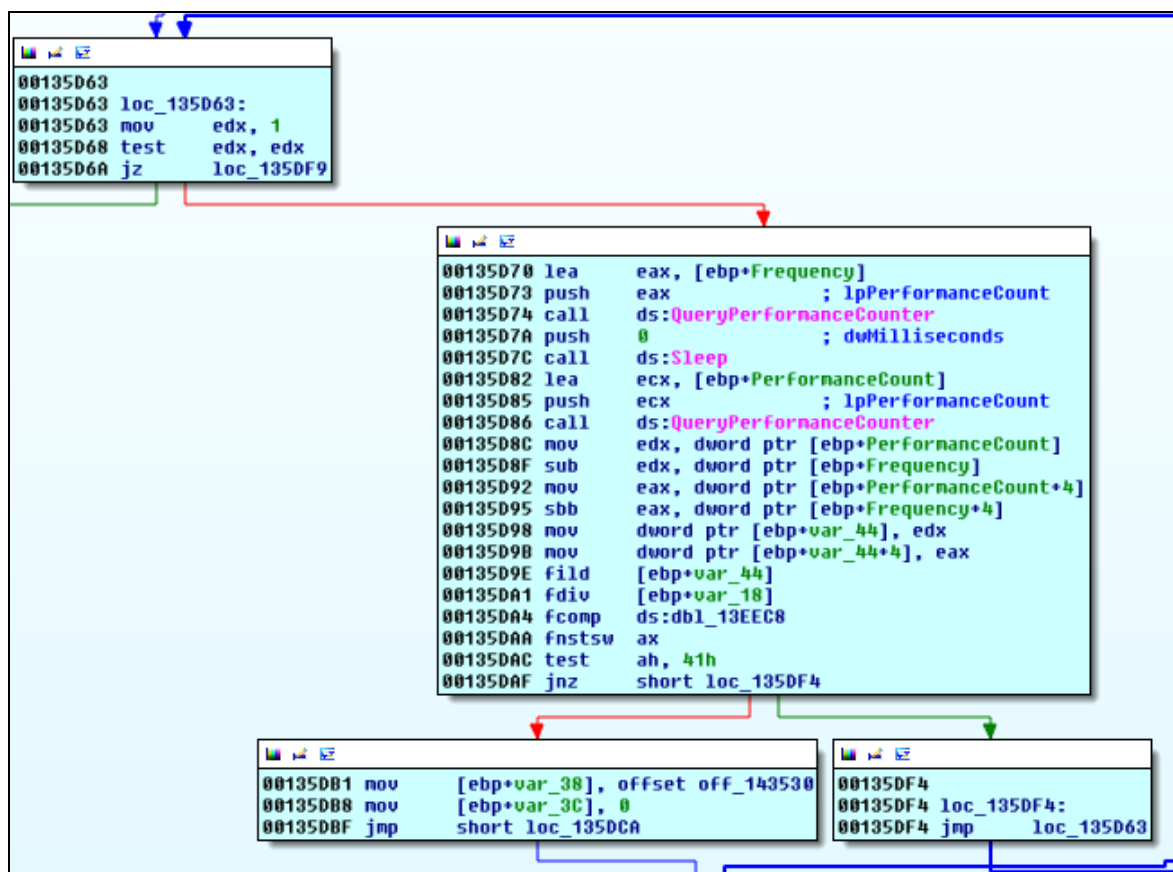 00135D63
00135D63 loc_135D63:
00135D63 mov edx, 1
00135D68 test edx, edx
00135D6A jz loc_135DF9
00135D70 lea eax, [ebp+Frequency]
00135D73 push eax ; lpPerformanceCount
00135D74 call ds:QueryPerformanceCounter
00135D7A push 0 ; dwMilliseconds
00135D7C call ds:Sleep
00135D82 lea ecx, [ebp+PerformanceCount]
00135D85 push ecx ; lpPerformanceCount
00135D86 call ds:QueryPerformanceCounter
00135D8C mov edx, dword ptr [ebp+PerformanceCount]
00135D8F sub edx, dword ptr [ebp+Frequency]
00135D92 mov eax, dword ptr [ebp+PerformanceCount+4]
00135D95 sbb eax, dword ptr [ebp+Frequency+4]
00135D98 mov dword ptr [ebp+var_44], edx
00135D9B mov dword ptr [ebp+var_44+4], eax
00135D9E fild [ebp+var_44]
00135DA1 fdiv [ebp+var_18]
00135DA4 fcomp ds:dbl_13EEC8
00135DAA fnstsw ax
00135DAC test ah, 41h
00135DAF jnz short loc_135DF4
00135DB1 mov [ebp+var_38], offset off_143530
00135DB8 mov [ebp+var_3C], 0
00135DBF jmp short loc_135DCA
00135DF4
00135DF4 loc_135DF4:
00135DF4 jmp loc_135D63